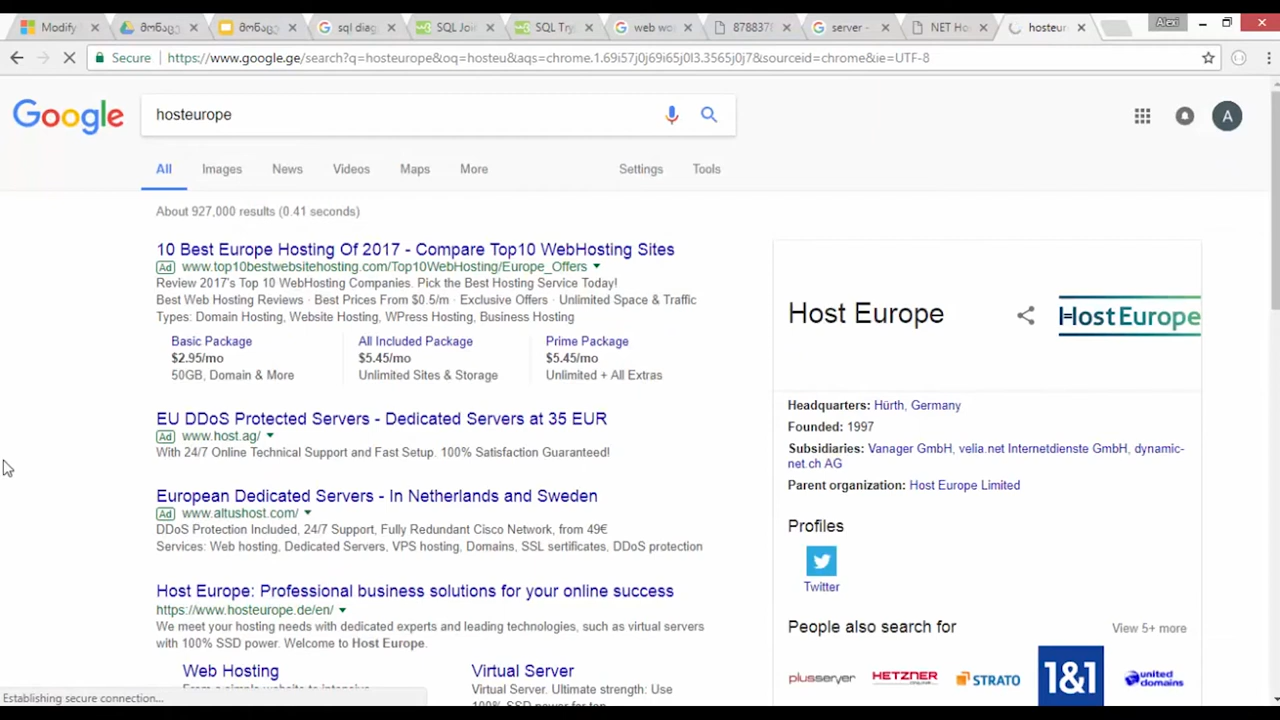 Modify
მონაც
მონაც
sql diag
SQL Joi
SQL Try
web wo
8788378
server -
NET Ho
hosteur
Alexi
Secure
https://www.google.ge/search?q=hosteurope&oq=hosteu&aqs=chrome.1.69i57j0j69i65j0l3.3565j0j7&sourceid=chrome&ie=UTF-8
Google
hosteurope
A
All
Images
News
Videos
Maps
More
Settings
Tools
About 927,000 results (0.41 seconds)
10 Best Europe Hosting Of 2017 - Compare Top10 WebHosting Sites
Ad www.top10bestwebsitehosting.com/Top10WebHosting/Europe_Offers
Review 2017's Top 10 WebHosting Companies. Pick the Best Hosting Service Today!
Best Web Hosting Reviews · Best Prices From $0.5/m · Exclusive Offers · Unlimited Space & Traffic
Types: Domain Hosting, Website Hosting, WPress Hosting, Business Hosting
Basic Package
$2.95/mo
50GB, Domain & More
All Included Package
$5.45/mo
Unlimited Sites & Storage
Prime Package
$5.45/mo
Unlimited + All Extras
EU DDoS Protected Servers - Dedicated Servers at 35 EUR
Ad www.host.ag/
With 24/7 Online Technical Support and Fast Setup. 100% Satisfaction Guaranteed!
European Dedicated Servers - In Netherlands and Sweden
Ad www.altushost.com/
DDoS Protection Included, 24/7 Support, Fully Redundant Cisco Network, from 49€
Services: Web hosting, Dedicated Servers, VPS hosting, Domains, SSL sertificates, DDoS protection
Host Europe: Professional business solutions for your online success
https://www.hosteurope.de/en/
We meet your hosting needs with dedicated experts and leading technologies, such as virtual servers
with 100% SSD power. Welcome to Host Europe.
Web Hosting
Virtual Server
Virtual Server. Ultimate strength: Use
Establishing secure connection...
Host Europe
HostEurope
Headquarters: Hürth, Germany
Founded: 1997
Subsidiaries: Vanager GmbH, velia.net Internetdienste GmbH, dynamic-
net.ch AG
Parent organization: Host Europe Limited
Profiles
Twitter
People also search for
View 5+ more
plusserver
HETZNER
STRATO
1&1
united
domains